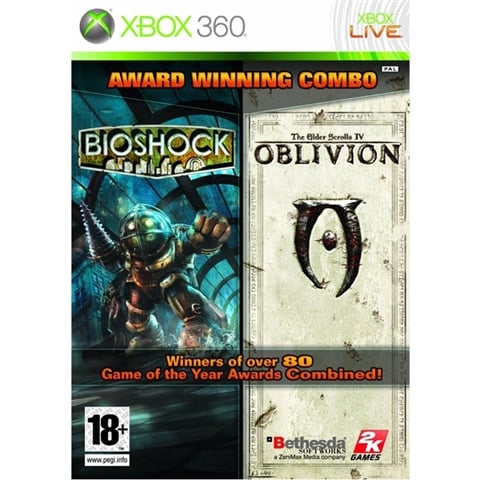 XBOX 360
XBOX
LIVE
PAL
AWARD WINNING COMBO
BIOSHOCK
The Elder Scrolls IV
OBLIVION
Winners of over 80
Game of the Year Awards Combined!
18+
www.pegi.info
Bethesda
SOFTWORKS
a ZeniMax Media company
2K
GAMES